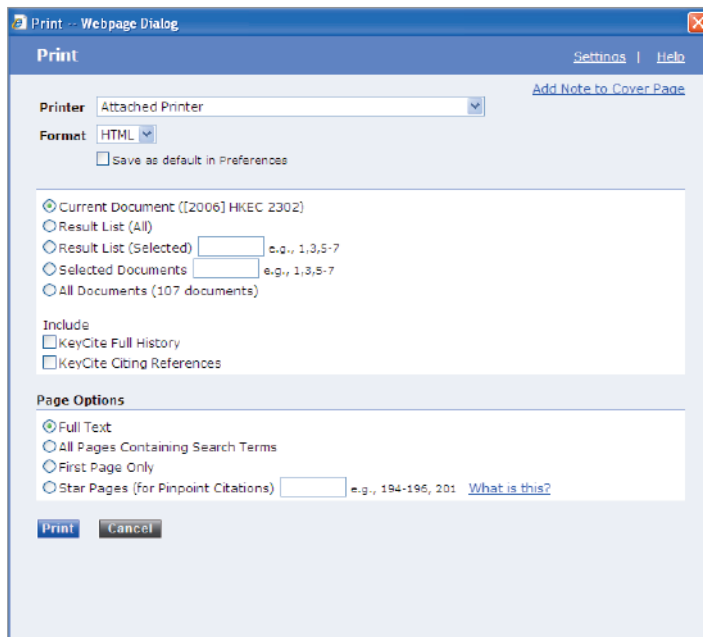 Print -- Webpage Dialog
Print
Settings | Help
Add Note to Cover Page
Printer Attached Printer
Format HTML
Save as default in Preferences
Current Document ([2006] HKEC 2302)
Result List (All)
Result List (Selected) e.g., 1,3,5-7
Selected Documents e.g., 1,3,5-7
All Documents (107 documents)
Include
KeyCite Full History
KeyCite Citing References
Page Options
Full Text
All Pages Containing Search Terms
First Page Only
Star Pages (for Pinpoint Citations) e.g., 194-196, 201 What is this?
Print Cancel